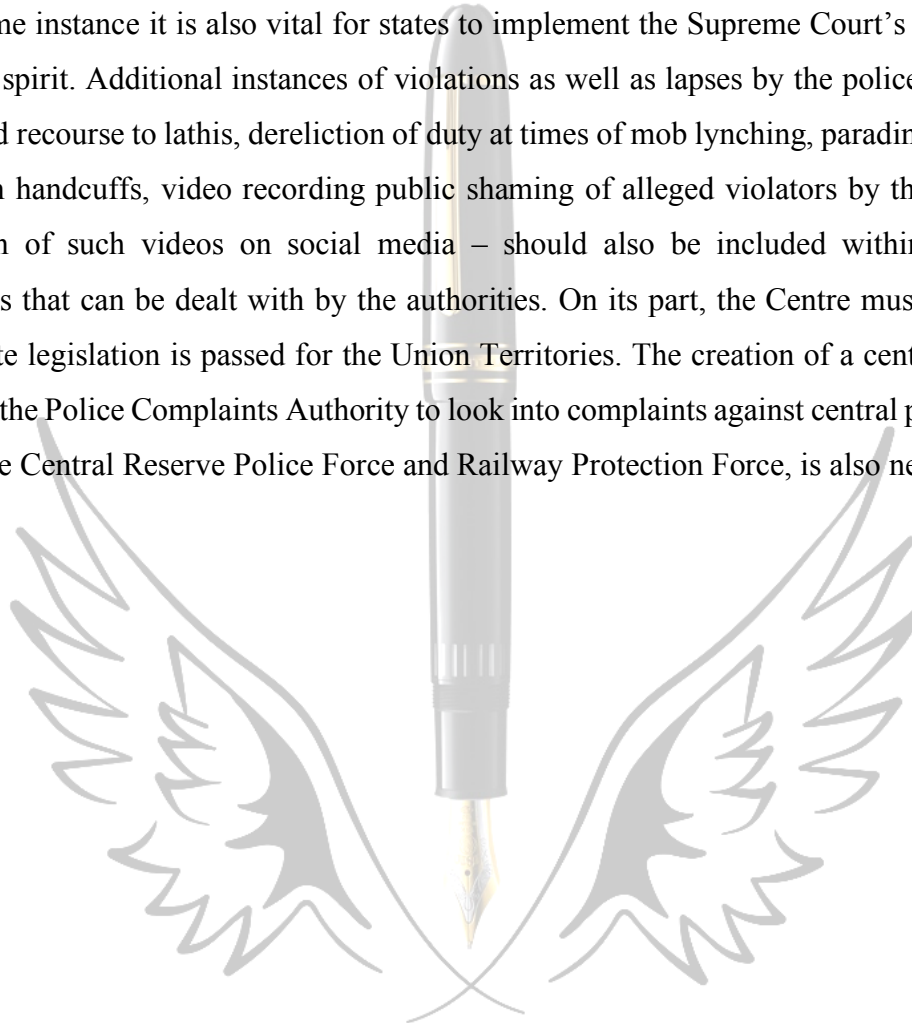 me instance it is also vital for states to implement the Supreme Court’s
spirit. Additional instances of violations as well as lapses by the police
d recourse to lathis, dereliction of duty at times of mob lynching, paradin
n handcuffs, video recording public shaming of alleged violators by th
n of such videos on social media – should also be included within
s that can be dealt with by the authorities. On its part, the Centre mus
te legislation is passed for the Union Territories. The creation of a cent
the Police Complaints Authority to look into complaints against central p
e Central Reserve Police Force and Railway Protection Force, is also ne